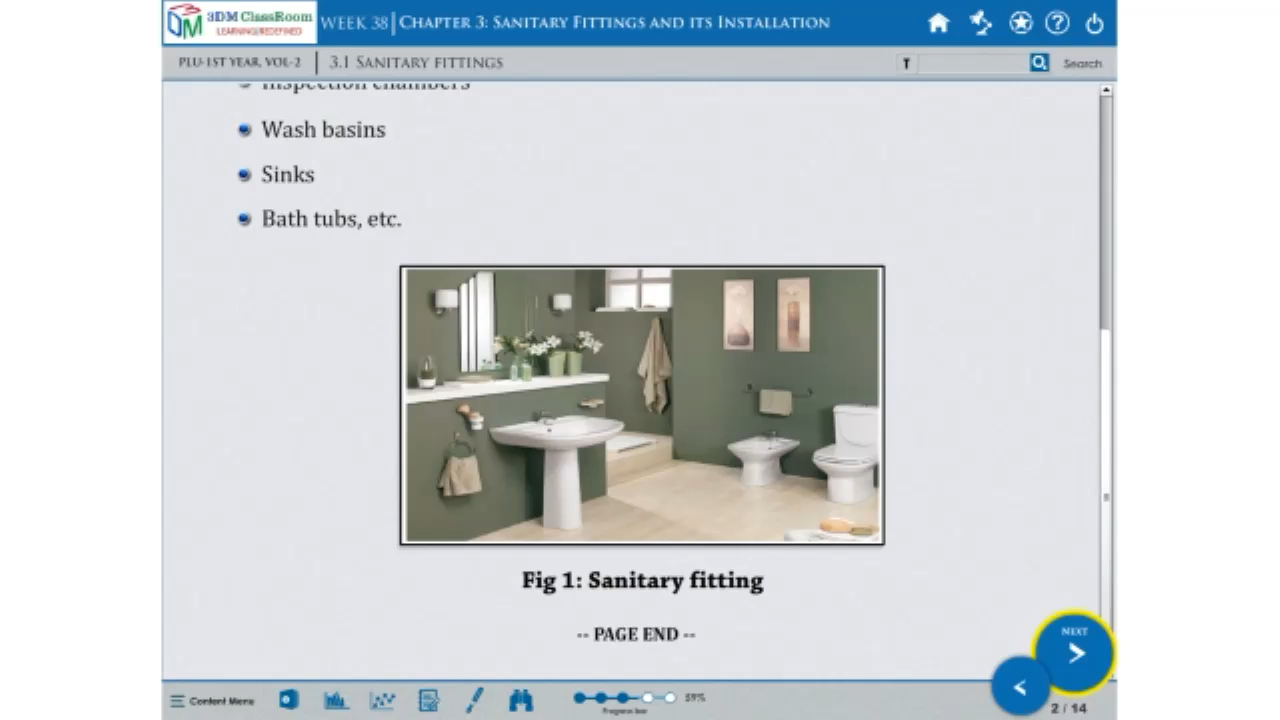 3DM ClassRoom
LEARNING REDEFINED
WEEK 38 | CHAPTER 3: SANITARY FITTINGS AND ITS INSTALLATION
PLU-1ST YEAR, VOL-2 | 3.1 SANITARY FITTINGS
T
Search
Inspection chambers
Wash basins
Sinks
Bath tubs, etc.
Fig 1: Sanitary fitting
-- PAGE END --
NEXT
Content Menu
59%
Progress bar
2 / 14